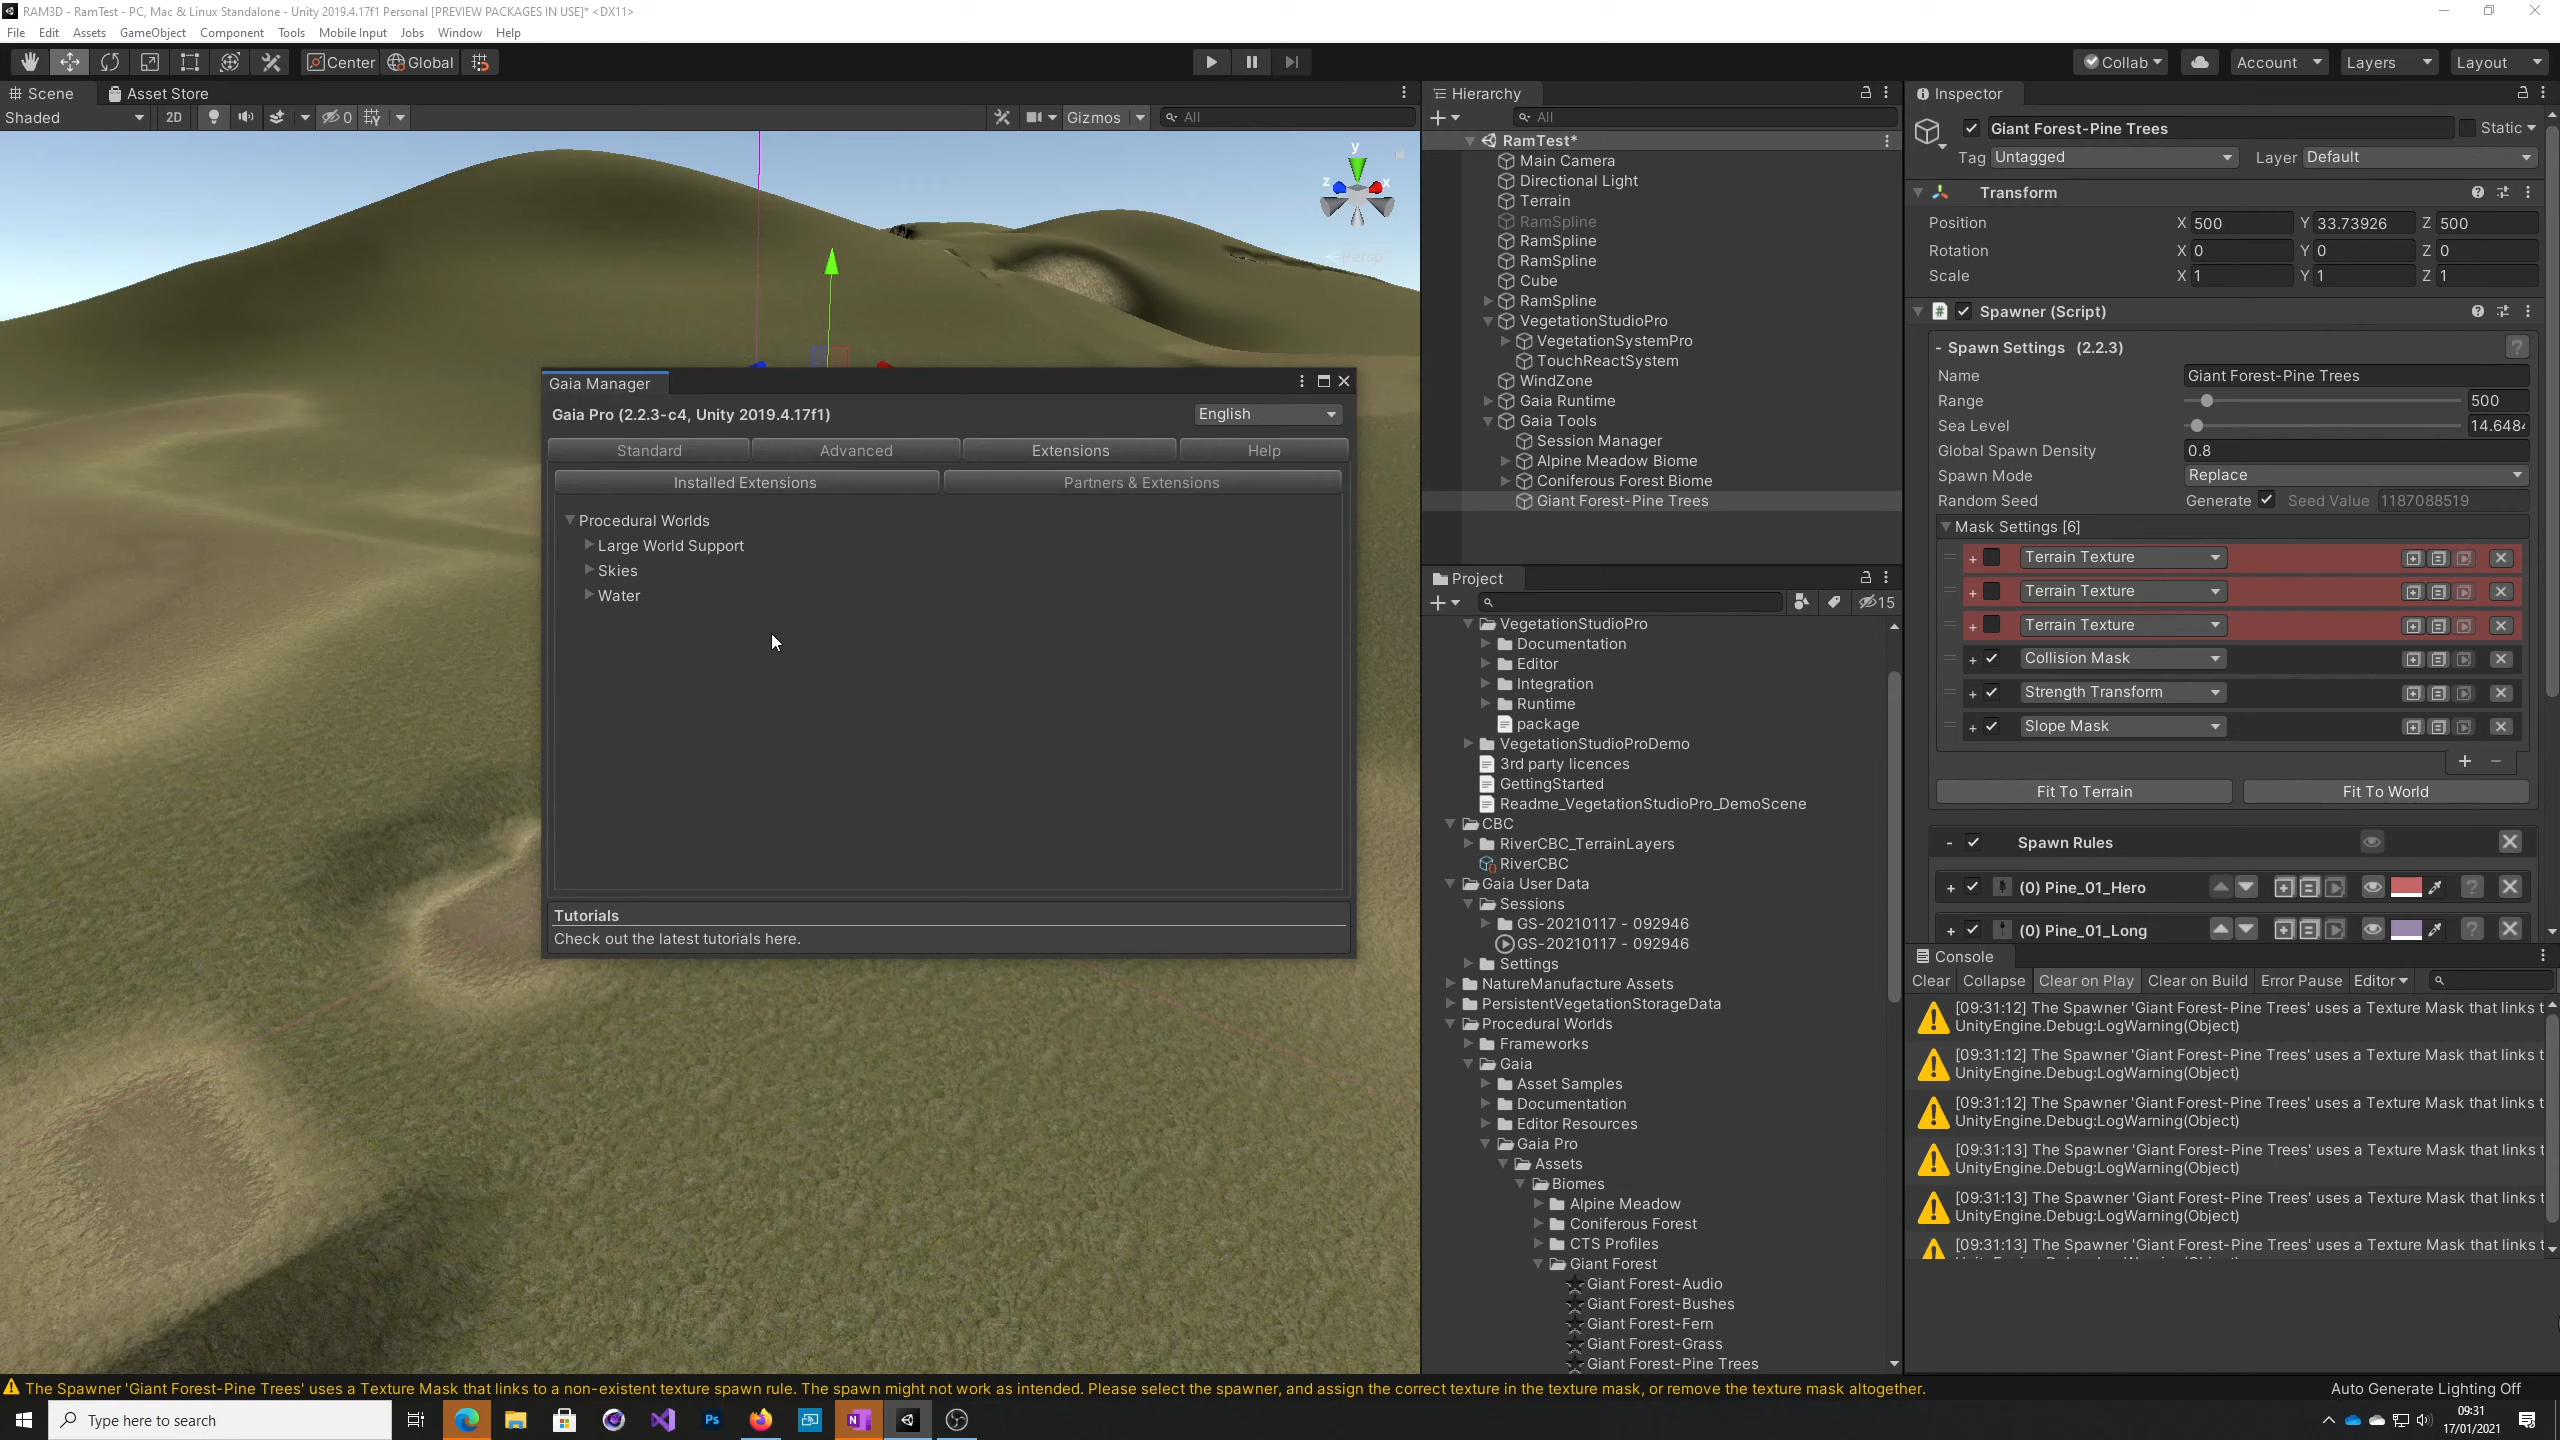 RAM3D - RamTest - PC, Mac & Linux Standalone - Unity 2019.4.17f1 Personal [PREVIEW PACKAGES IN USE]* <DX11>
File Edit Assets GameObject Component Tools Mobile Input Jobs Window Help
Center Global Collab Account Layers Layout
Scene Asset Store
Shaded 2D 0 Gizmos All
y
z x
Persp
Gaia Manager
Gaia Pro (2.2.3-c4, Unity 2019.4.17f1) English
Standard Advanced Extensions Help
Installed Extensions Partners & Extensions
Procedural Worlds
Large World Support
Skies
Water
Tutorials
Check out the latest tutorials here.
Hierarchy
All
RamTest*
Main Camera
Directional Light
Terrain
RamSpline
RamSpline
RamSpline
Cube
RamSpline
VegetationStudioPro
VegetationSystemPro
TouchReactSystem
WindZone
Gaia Runtime
Gaia Tools
Session Manager
Alpine Meadow Biome
Coniferous Forest Biome
Giant Forest-Pine Trees
Project
15
VegetationStudioPro
Documentation
Editor
Integration
Runtime
package
VegetationStudioProDemo
3rd party licences
GettingStarted
Readme_VegetationStudioPro_DemoScene
CBC
RiverCBC_TerrainLayers
RiverCBC
Gaia User Data
Sessions
GS-20210117 - 092946
GS-20210117 - 092946
Settings
NatureManufacture Assets
PersistentVegetationStorageData
Procedural Worlds
Frameworks
Gaia
Asset Samples
Documentation
Editor Resources
Gaia Pro
Assets
Biomes
Alpine Meadow
Coniferous Forest
CTS Profiles
Giant Forest
Giant Forest-Audio
Giant Forest-Bushes
Giant Forest-Fern
Giant Forest-Grass
Giant Forest-Pine Trees
Inspector
Giant Forest-Pine Trees Static
Tag Untagged Layer Default
Transform
Position X 500 Y 33.73926 Z 500
Rotation X 0 Y 0 Z 0
Scale X 1 Y 1 Z 1
# Spawner (Script)
- Spawn Settings (2.2.3) ?
Name Giant Forest-Pine Trees
Range 500
Sea Level 14.648
Global Spawn Density 0.8
Spawn Mode Replace
Random Seed Generate Seed Value 1187088519
Mask Settings [6]
+ Terrain Texture
+ Terrain Texture
+ Terrain Texture
+ Collision Mask
+ Strength Transform
+ Slope Mask
+ -
Fit To Terrain Fit To World
- Spawn Rules
+ (0) Pine_01_Hero ?
+ (0) Pine_01_Long ?
Console
Clear Collapse Clear on Play Clear on Build Error Pause Editor
[09:31:12] The Spawner 'Giant Forest-Pine Trees' uses a Texture Mask that links t
UnityEngine.Debug:LogWarning(Object)
[09:31:12] The Spawner 'Giant Forest-Pine Trees' uses a Texture Mask that links t
UnityEngine.Debug:LogWarning(Object)
[09:31:12] The Spawner 'Giant Forest-Pine Trees' uses a Texture Mask that links t
UnityEngine.Debug:LogWarning(Object)
[09:31:13] The Spawner 'Giant Forest-Pine Trees' uses a Texture Mask that links t
UnityEngine.Debug:LogWarning(Object)
[09:31:13] The Spawner 'Giant Forest-Pine Trees' uses a Texture Mask that links t
UnityEngine.Debug:LogWarning(Object)
[09:31:13] The Spawner 'Giant Forest-Pine Trees' uses a Texture Mask that links t
The Spawner 'Giant Forest-Pine Trees' uses a Texture Mask that links to a non-existent texture spawn rule. The spawn might not work as intended. Please select the spawner, and assign the correct texture in the texture mask, or remove the texture mask altogether.
Auto Generate Lighting Off
Type here to search
Ps
09:31
17/01/2021